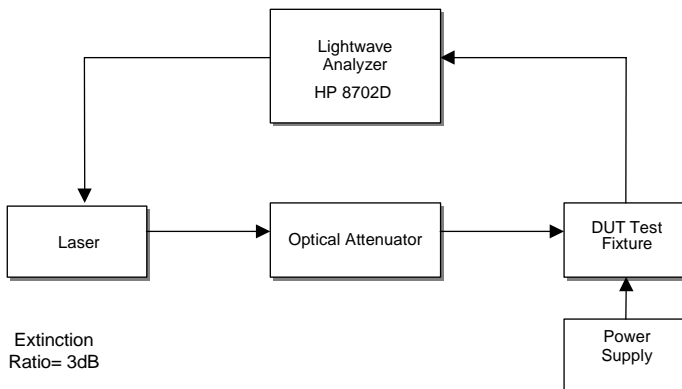 Lightwave
Analyzer
HP 8702D
Laser
Optical Attenuator
DUT Test
Fixture
Extinction
Ratio= 3dB
Power
Supply